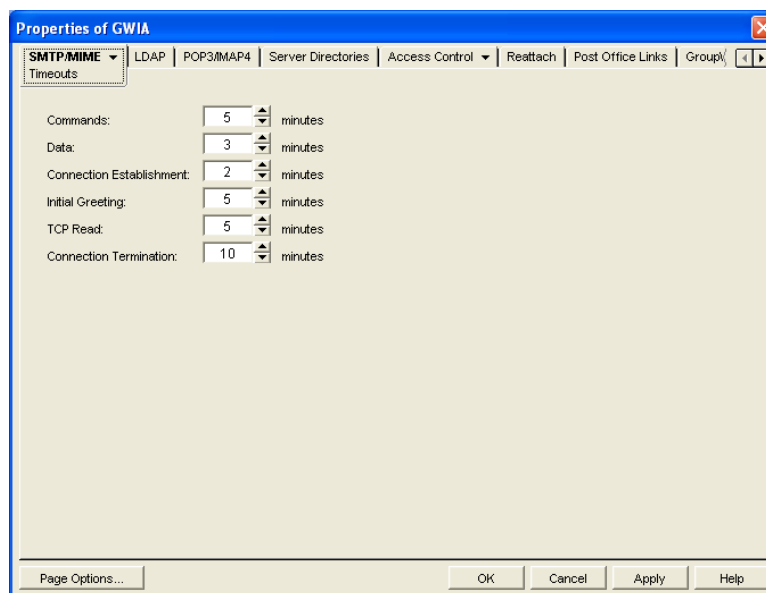 Properties of GWIA
SMTP/MIME LDAP POP3/IMAP4 Server Directories Access Control Reattach Post Office Links
Timeouts
Commands: 5 minutes
Data: 3 minutes
Connection Establishment: 2 minutes
Initial Greeting: 5 minutes
TCP Read: 5 minutes
Connection Termination: 10 minutes
Page Options... OK Cancel Apply Help